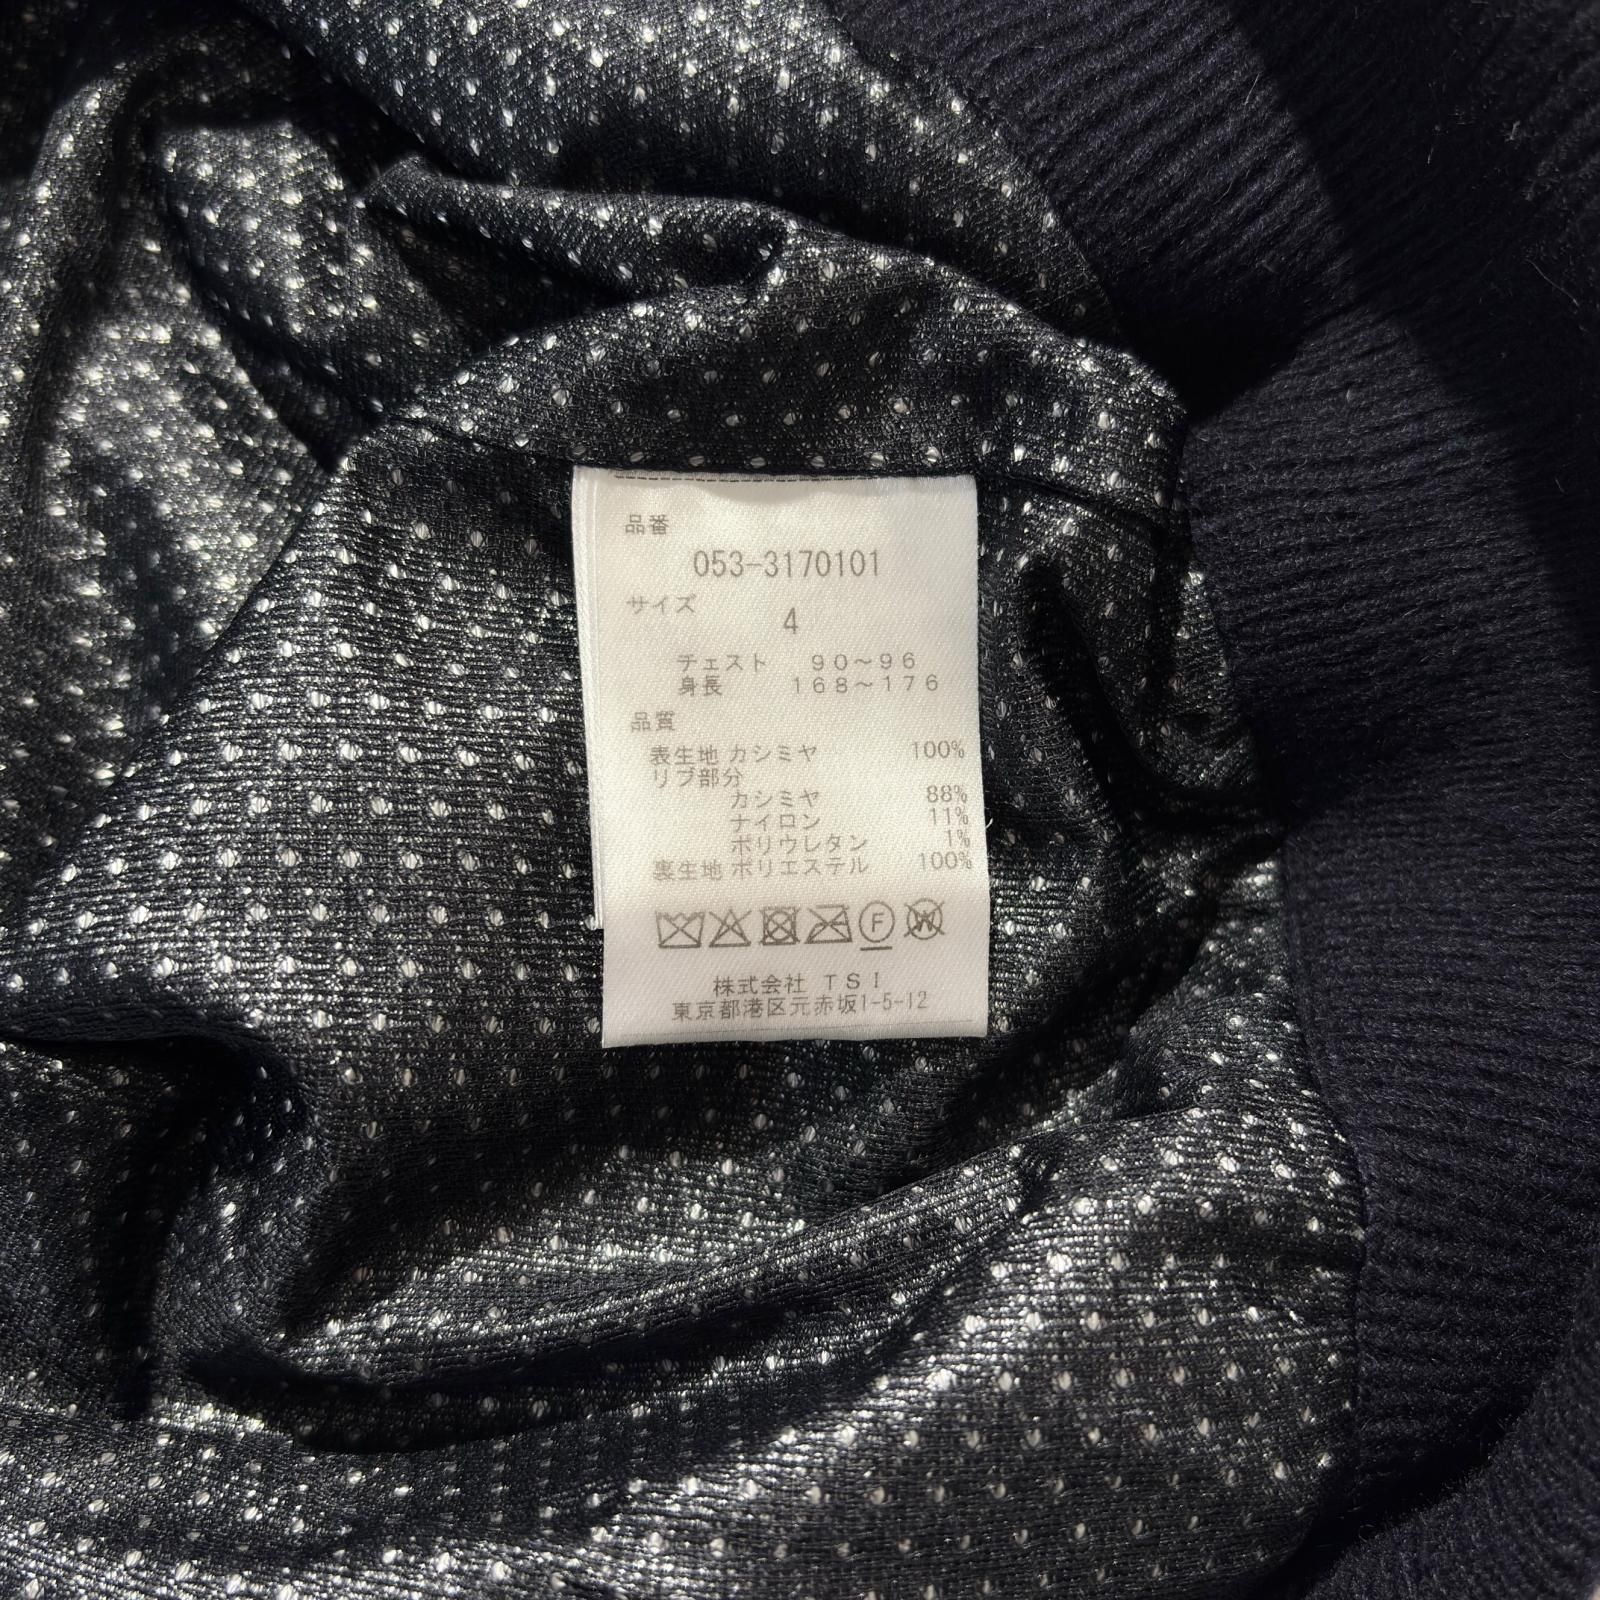 品番
053-3170101
サイズ
4
チェスト 90～96
身長 168～176
品質
表生地 カシミヤ 100%
リブ部分
カシミヤ 88%
ナイロン 11%
ポリウレタン 1%
裏生地 ポリエステル 100%
F W
株式会社 TSI
東京都港区元赤坂1-5-12